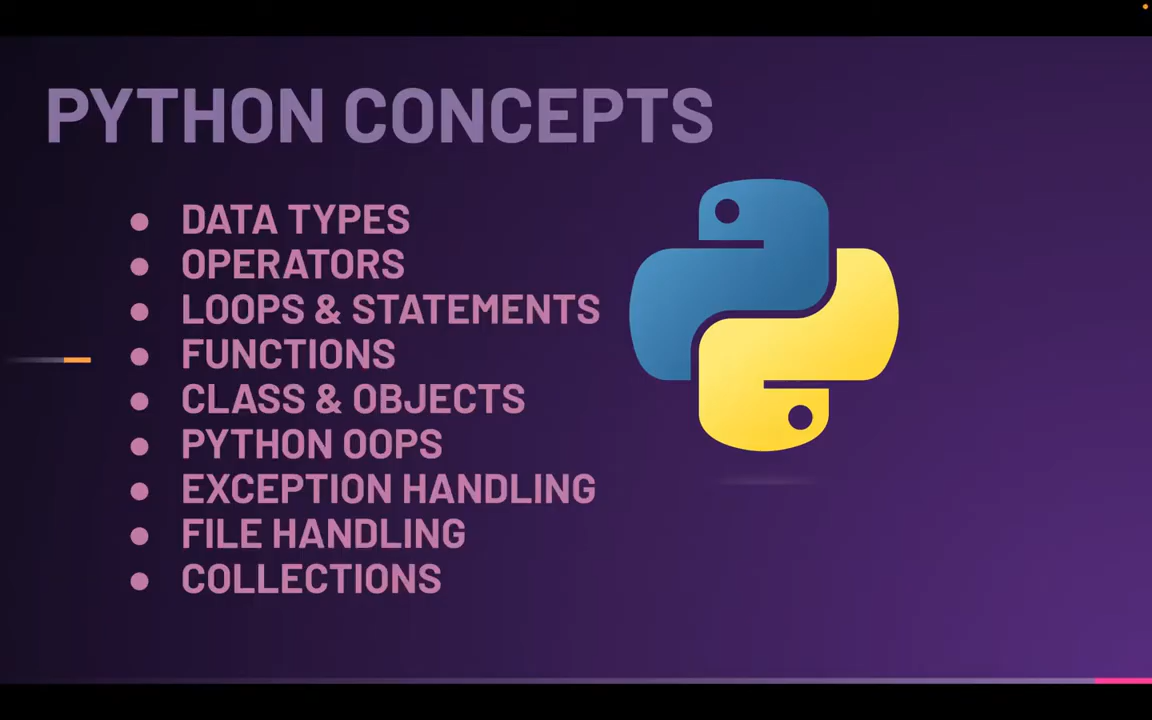 PYTHON CONCEPTS
● DATA TYPES
● OPERATORS
● LOOPS & STATEMENTS
● FUNCTIONS
● CLASS & OBJECTS
● PYTHON OOPS
● EXCEPTION HANDLING
● FILE HANDLING
● COLLECTIONS